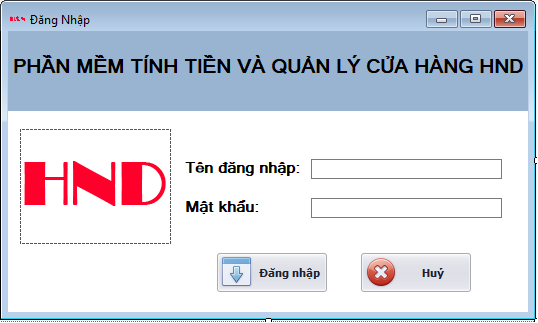 Đăng Nhập
PHẦN MỀM TÍNH TIỀN VÀ QUẢN LÝ CỬA HÀNG HND
HND
Tên đăng nhập:
Mật khẩu:
Đăng nhập
Huỷ